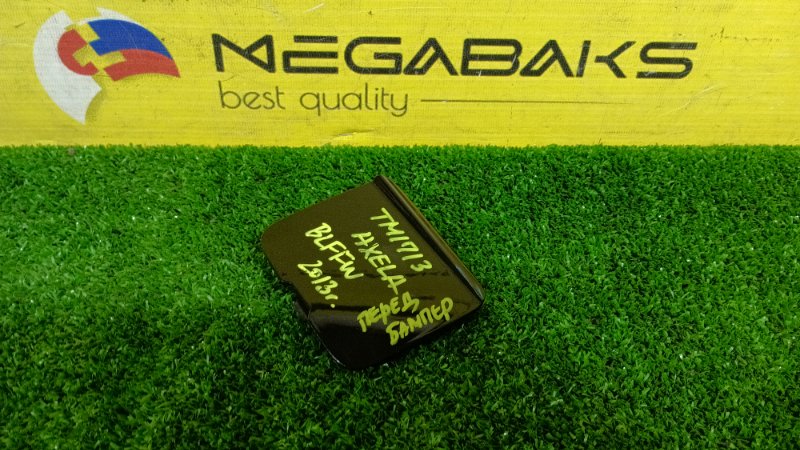 MEGABAKS
best quality
TM1713
AXELA
BLFFW
2013г.
ПЕРЕД
БАМПЕР